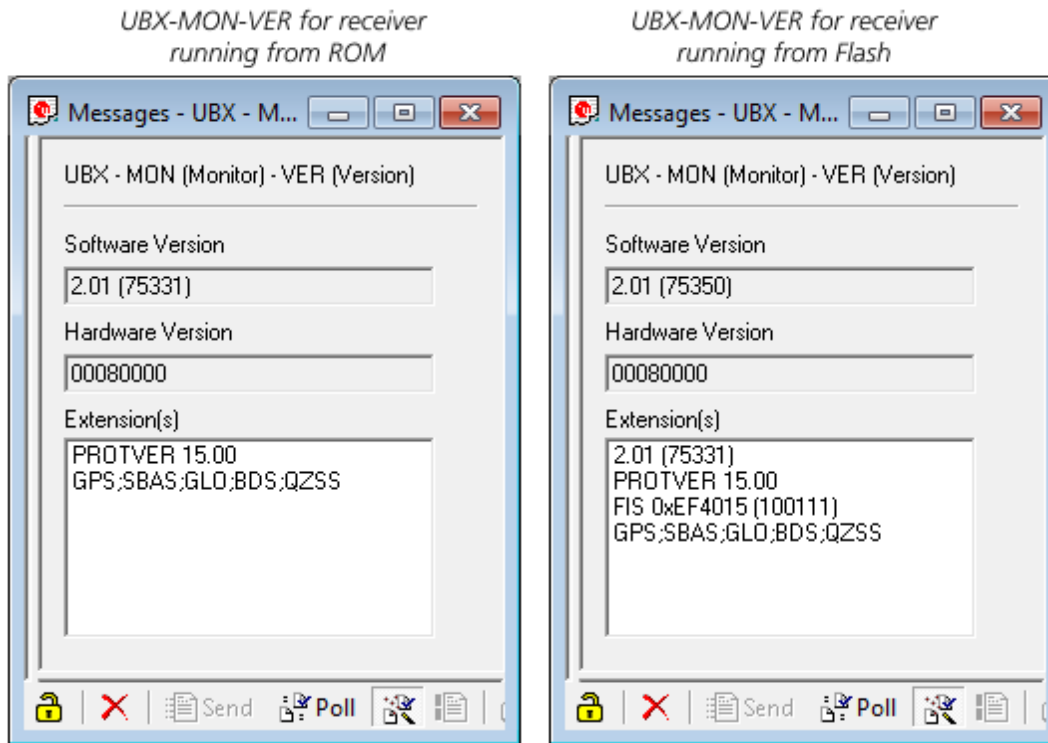 UBX-MON-VER for receiver
running from ROM
Messages - UBX - M...
UBX - MON (Monitor) - VER (Version)
Software Version
2.01 (75331)
Hardware Version
00080000
Extension(s)
PROTVER 15.00
GPS;SBAS;GLO;BDS;QZSS
Send Poll
UBX-MON-VER for receiver
running from Flash
Messages - UBX - M...
UBX - MON (Monitor) - VER (Version)
Software Version
2.01 (75350)
Hardware Version
00080000
Extension(s)
2.01 (75331)
PROTVER 15.00
FIS 0xEF4015 (100111)
GPS;SBAS;GLO;BDS;QZSS
Send Poll